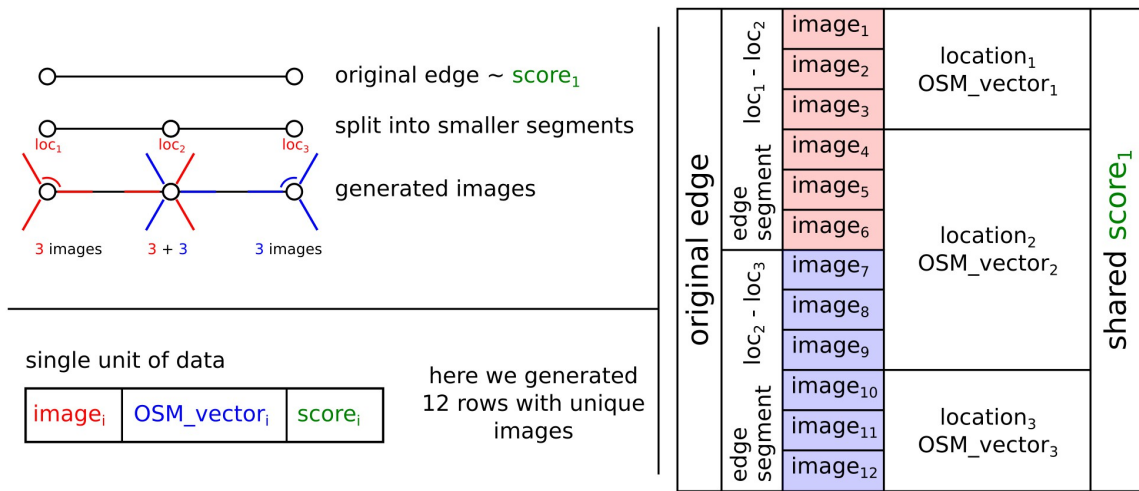 original edge ~ score₁
split into smaller segments
loc₁
loc₂
loc₃
generated images
3 images
3 + 3
3 images
single unit of data
imageᵢ
OSM_vectorᵢ
scoreᵢ
here we generated
12 rows with unique
images
original edge
edge
segment
loc₁ - loc₂
edge
segment
loc₂ - loc₃
image₁
image₂
image₃
image₄
image₅
image₆
image₇
image₈
image₉
image₁₀
image₁₁
image₁₂
location₁
OSM_vector₁
location₂
OSM_vector₂
location₃
OSM_vector₃
shared score₁